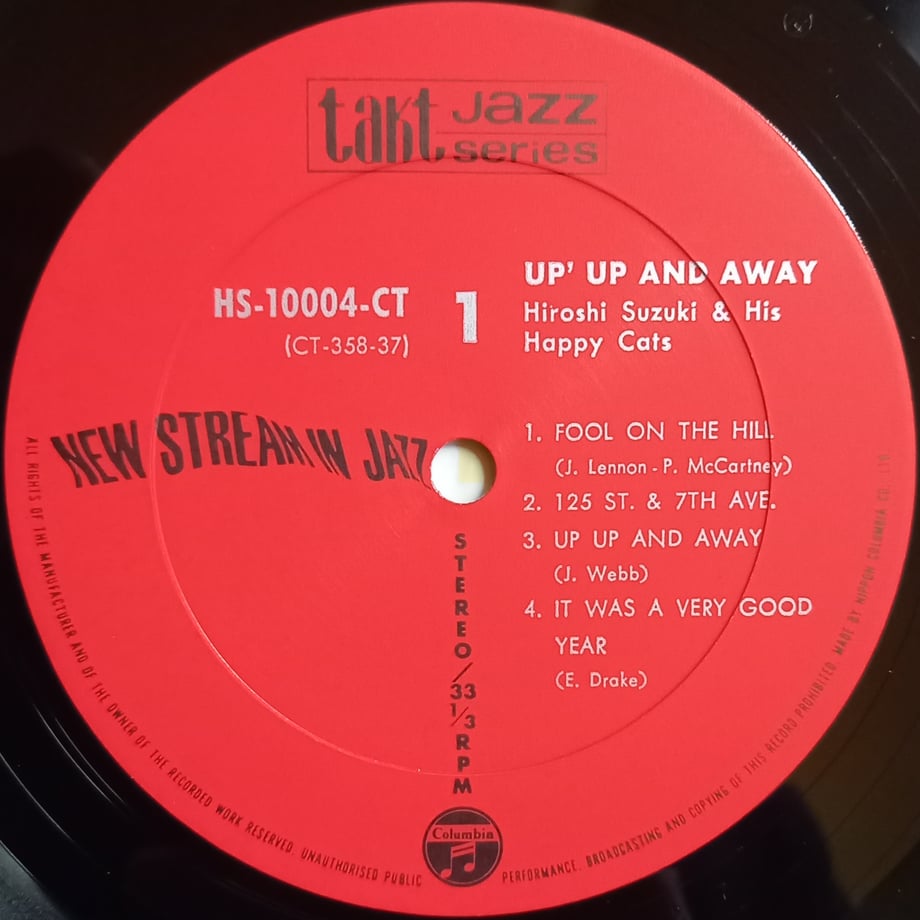 takt jazz series
HS-10004-CT
(CT-358-37)
1
UP' UP AND AWAY
Hiroshi Suzuki & His
Happy Cats
NEW STREAM IN JAZZ
1. FOOL ON THE HILL
(J. Lennon - P. McCartney)
2. 125 ST. & 7TH AVE.
3. UP UP AND AWAY
(J. Webb)
4. IT WAS A VERY GOOD
YEAR
(E. Drake)
STEREO/33 1/3 RPM
Columbia
ALL RIGHTS OF THE MANUFACTURER AND OF THE OWNER OF THE RECORDED WORK RESERVED. UNAUTHORISED PUBLIC PERFORMANCE. BROADCASTING AND COPYING OF THIS RECORD PROHIBITED. MADE BY NIPPON COLUMBIA CO., LTD.